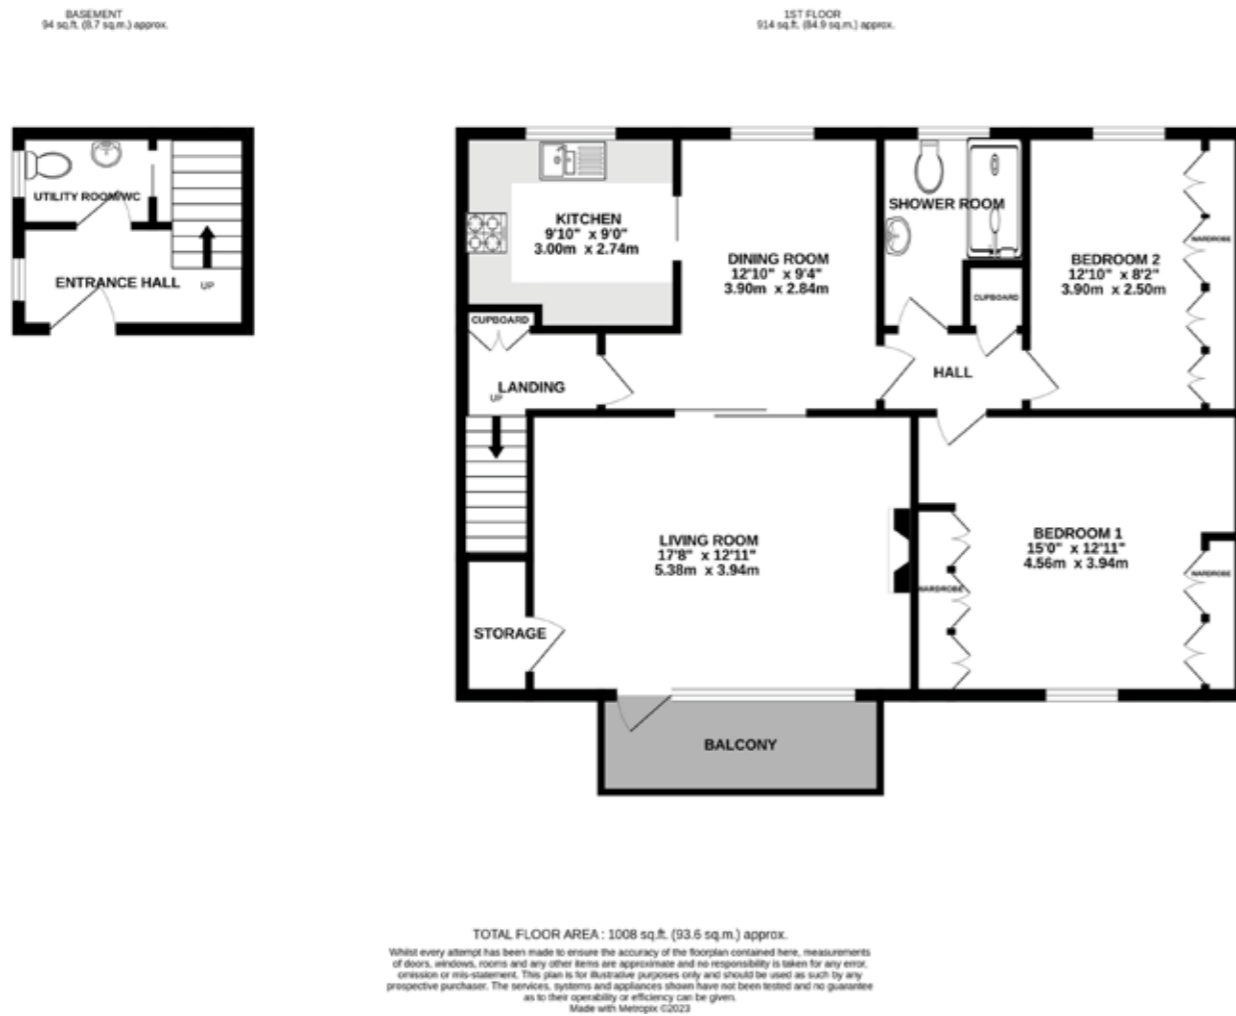 BASEMENT
94 sq.ft. (8.7 sq.m.) approx.
1ST FLOOR
914 sq.ft. (84.9 sq.m.) approx.
UTILITY ROOM/WC
ENTRANCE HALL
UP
KITCHEN
9'10" x 9'0"
3.00m x 2.74m
DINING ROOM
12'10" x 9'4"
3.90m x 2.84m
SHOWER ROOM
BEDROOM 2
12'10" x 8'2"
3.90m x 2.50m
WARDROBE
CUPBOARD
CUPBOARD
LANDING
UP
HALL
LIVING ROOM
17'8" x 12'11"
5.38m x 3.94m
BEDROOM 1
15'0" x 12'11"
4.56m x 3.94m
WARDROBE
WARDROBE
STORAGE
BALCONY
TOTAL FLOOR AREA : 1008 sq.ft. (93.6 sq.m.) approx.
Whilst every attempt has been made to ensure the accuracy of the floorplan contained here, measurements
of doors, windows, rooms and any other items are approximate and no responsibility is taken for any error,
omission or mis-statement. This plan is for illustrative purposes only and should be used as such by any
prospective purchaser. The services, systems and appliances shown have not been tested and no guarantee
as to their operability or efficiency can be given.
Made with Metropix ©2023